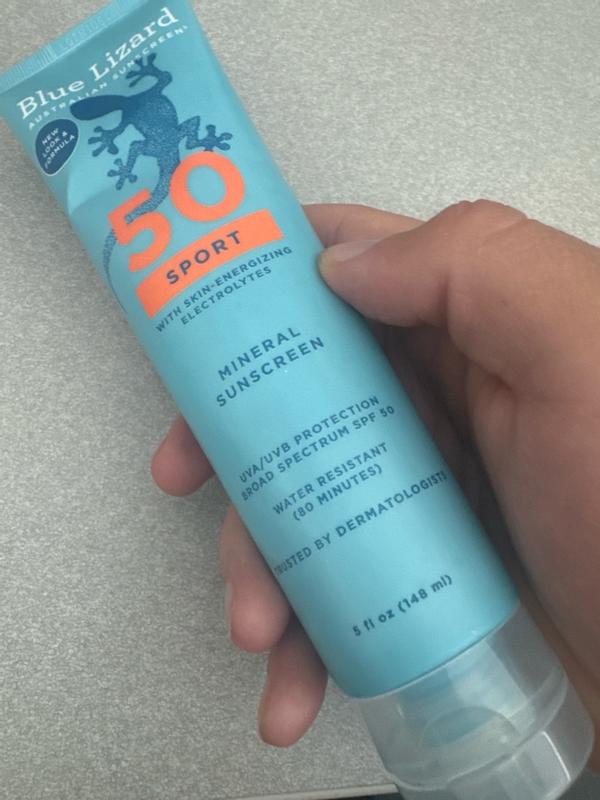 Blue Lizard
AUSTRALIAN SUNSCREEN
NEW
LOOK &
FORMULA
50
SPORT
WITH SKIN-ENERGIZING
ELECTROLYTES
MINERAL
SUNSCREEN
UVA/UVB PROTECTION
BROAD SPECTRUM SPF 50
WATER RESISTANT
(80 MINUTES)
TRUSTED BY DERMATOLOGISTS
5 fl oz (148 ml)